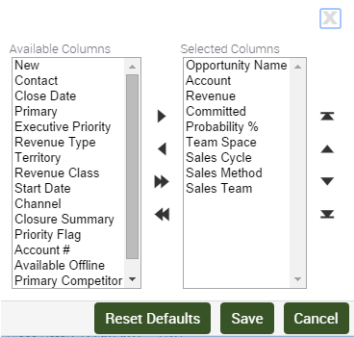 Available Columns
New
Contact
Close Date
Primary
Executive Priority
Revenue Type
Territory
Revenue Class
Start Date
Channel
Closure Summary
Priority Flag
Account #
Available Offline
Primary Competitor
Selected Columns
Opportunity Name
Account
Revenue
Committed
Probability %
Team Space
Sales Cycle
Sales Method
Sales Team
Reset Defaults
Save
Cancel